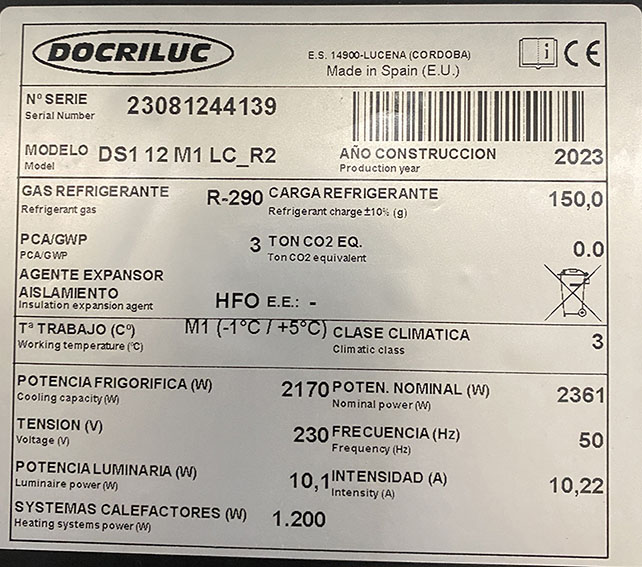 DOCRILUC
E.S. 14900-LUCENA (CORDOBA)
Made in Spain (E.U.)
i CE
Nº SERIE 23081244139
Serial Number
MODELO DS1 12 M1 LC_R2 AÑO CONSTRUCCION 2023
Model Production year
GAS REFRIGERANTE R-290 CARGA REFRIGERANTE 150,0
Refrigerant gas Refrigerant charge ±10% (g)
PCA/GWP 3 TON CO2 EQ. 0.0
PCA/GWP Ton CO2 equivalent
AGENTE EXPANSOR
AISLAMIENTO HFO E.E.: -
Insulation expansion agent
Tª TRABAJO (Cº) M1 (-1°C / +5°C) CLASE CLIMATICA 3
Working temperature (°C) Climatic class
POTENCIA FRIGORIFICA (W) 2170 POTEN. NOMINAL (W) 2361
Cooling capacity (W) Nominal power (W)
TENSION (V) 230 FRECUENCIA (Hz) 50
Voltage (V) Frequency (Hz)
POTENCIA LUMINARIA (W) 10,1 INTENSIDAD (A) 10,22
Luminaire power (W) Intensity (A)
SYSTEMAS CALEFACTORES (W) 1.200
Heating systems power (W)